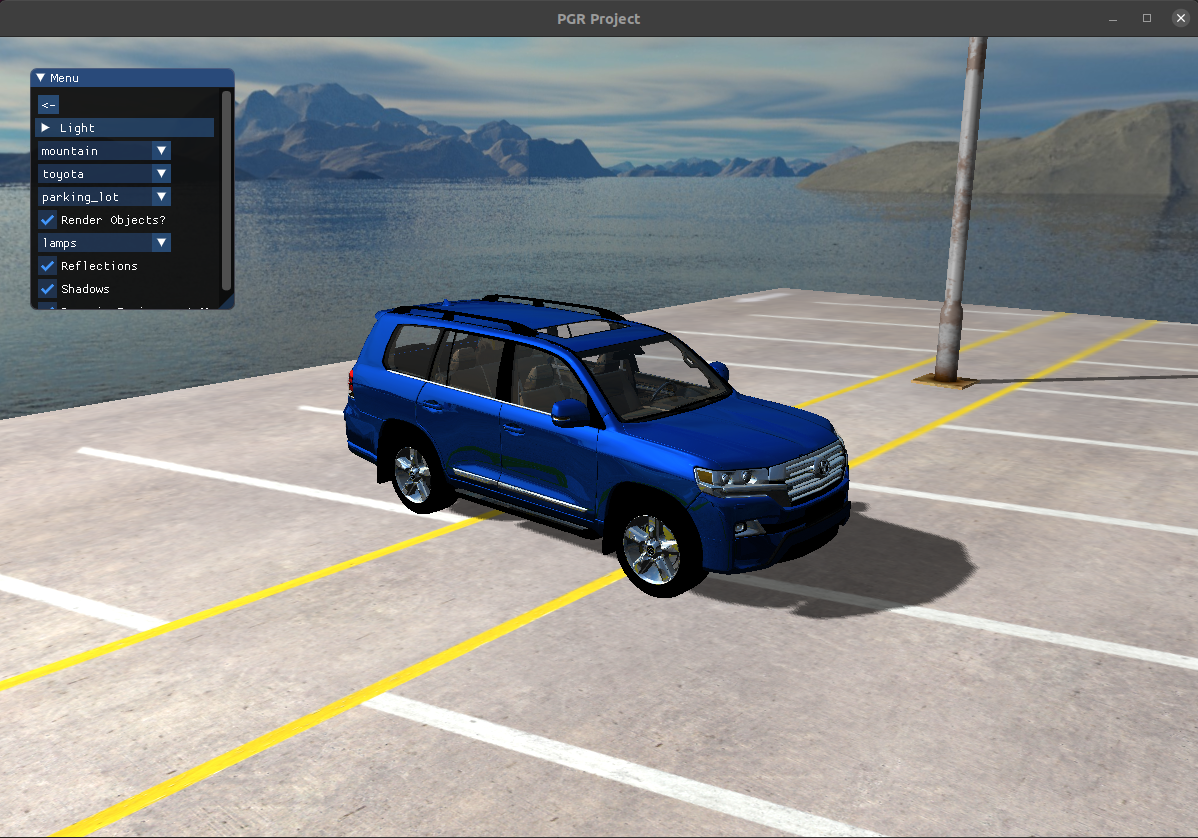 PGR Project
Menu
<-
Light
mountain
toyota
parking_lot
Render Objects?
lamps
Reflections
Shadows